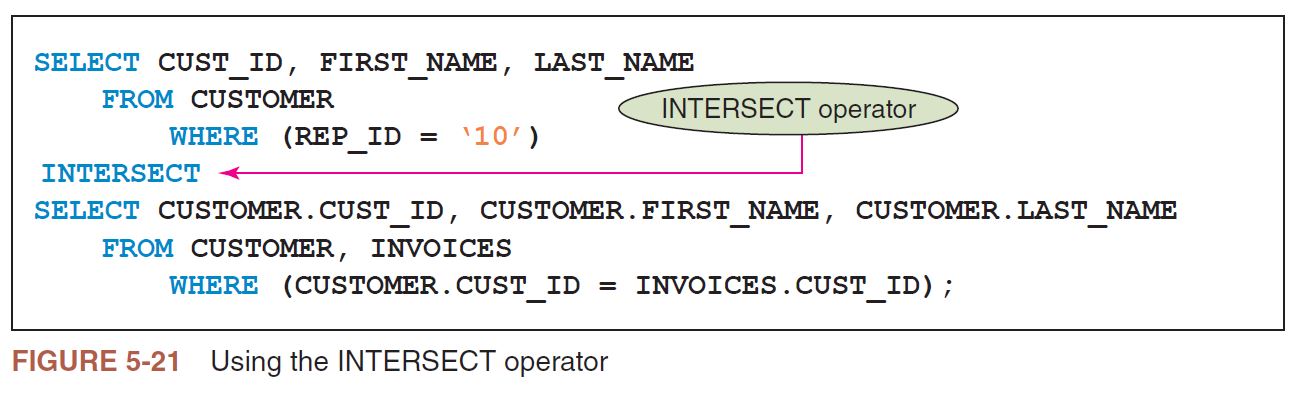 SELECT CUST_ID, FIRST_NAME, LAST_NAME
FROM CUSTOMER
INTERSECT operator
WHERE (REP_ID = ‘10’)
INTERSECT
SELECT CUSTOMER.CUST_ID, CUSTOMER.FIRST_NAME, CUSTOMER.LAST_NAME
FROM CUSTOMER, INVOICES
WHERE (CUSTOMER.CUST_ID = INVOICES.CUST_ID);
FIGURE 5-21 Using the INTERSECT operator